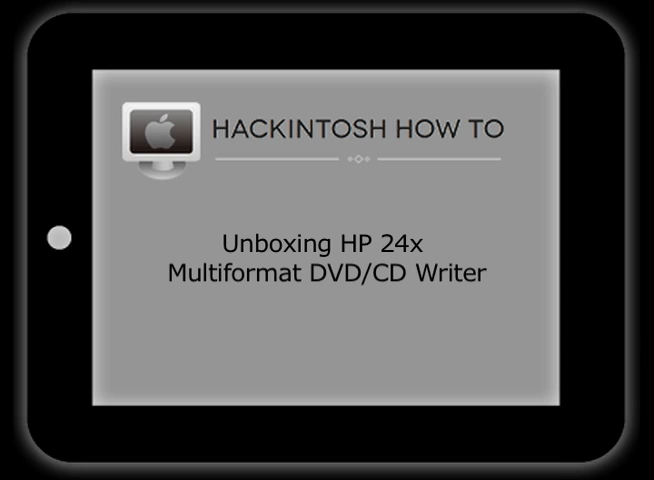 HACKINTOSH HOW TO
Unboxing HP 24x
Multiformat DVD/CD Writer